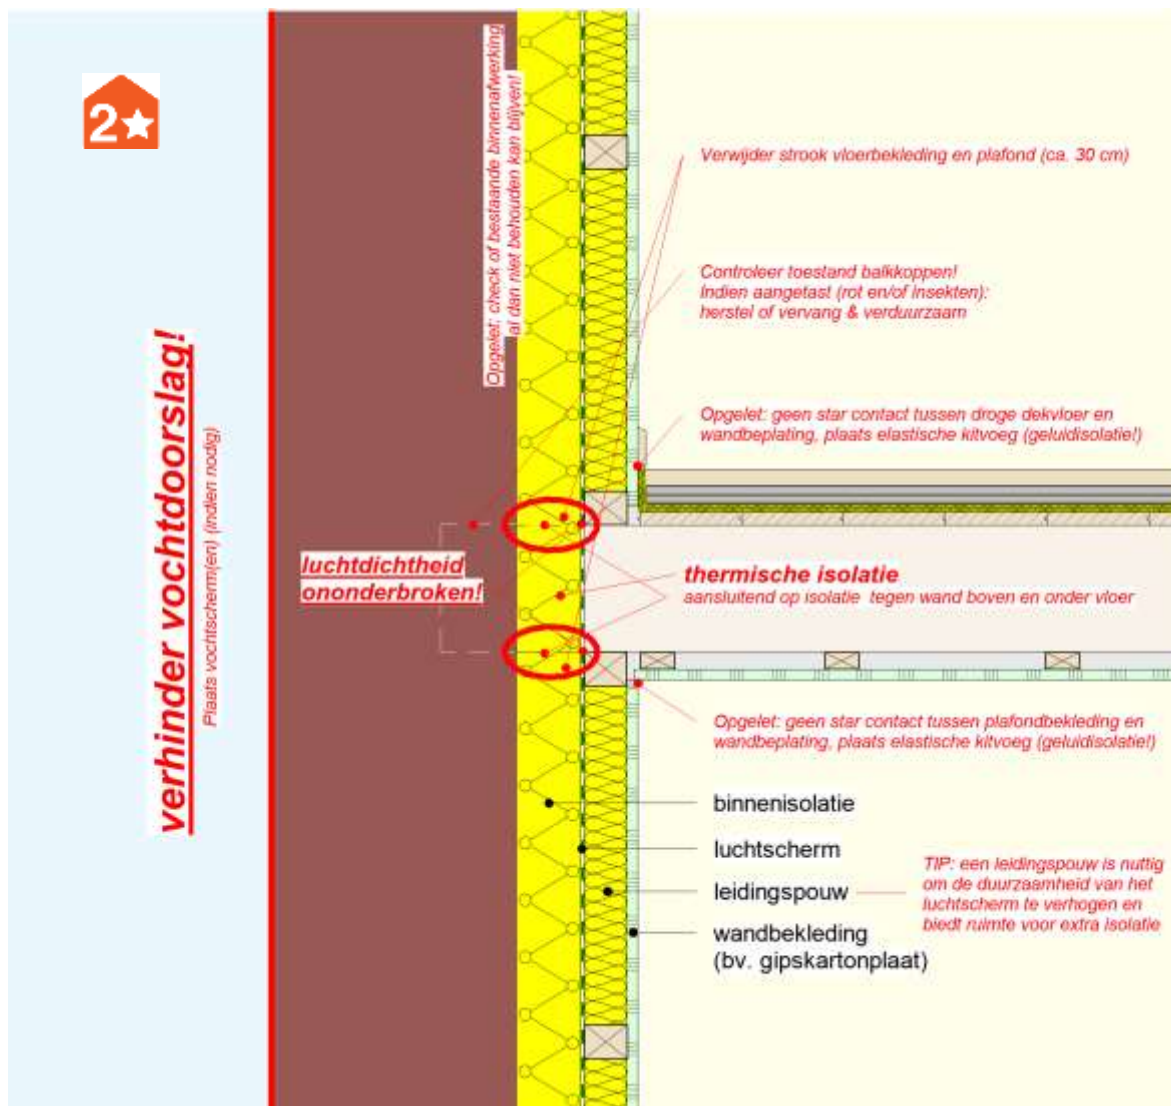 2
Opgelet: check of bestaande binnenafwerking
al dan niet behouden kan blijven!
Verwijder strook vloerbekleding en plafond (ca. 30 cm)
Controleer toestand balkkoppen!
Indien aangetast (rot en/of insekten):
herstel of vervang & verduurzaam
verhinder vochtdoorslag!
Plaats vochtscherm(en) (indien nodig)
Opgelet: geen star contact tussen droge dekvloer en
wandbeplating, plaats elastische kitvoeg (geluidisolatie!)
luchtdichtheid
ononderbroken!
thermische isolatie
aansluitend op isolatie tegen wand boven en onder vloer
Opgelet: geen star contact tussen plafondbekleding en
wandbeplating, plaats elastische kitvoeg (geluidisolatie!)
binnenisolatie
luchtscherm
leidingspouw
wandbekleding
(bv. gipskartonplaat)
TIP: een leidingspouw is nuttig
om de duurzaamheid van het
luchtscherm te verhogen en
biedt ruimte voor extra isolatie